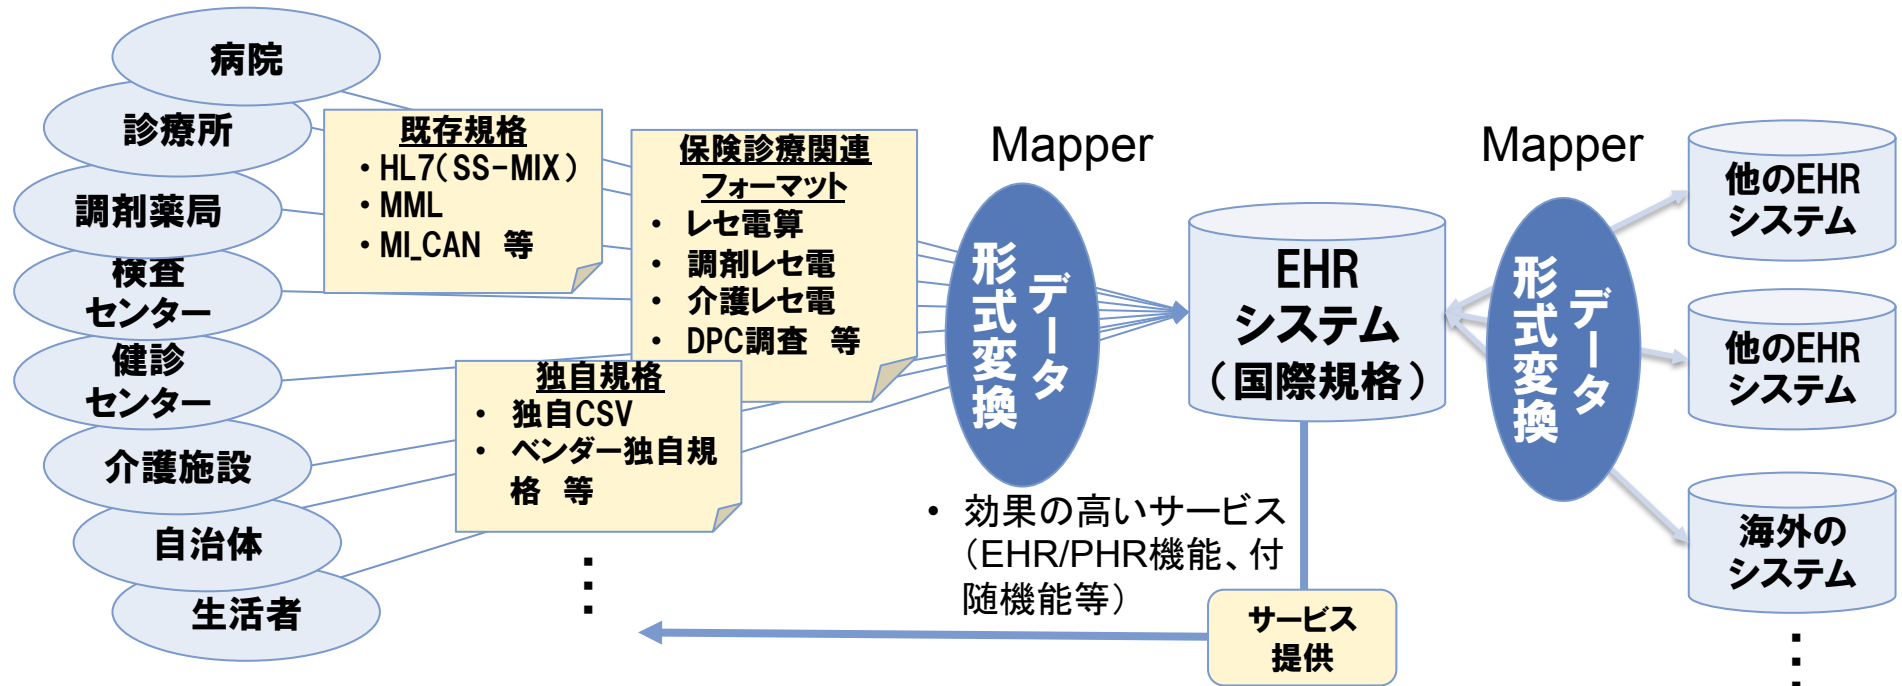 病院
診療所
調剤薬局
検査
センター
健診
センター
介護施設
自治体
生活者
既存規格
・HL7(SS-MIX)
・MML
・MI_CAN 等
保険診療関連
フォーマット
・ レセ電算
・ 調剤レセ電
・ 介護レセ電
・ DPC調査 等
独自規格
・ 独自CSV
・ ベンダー独自規
格 等
⋮
Mapper
データ
形式変換
・ 効果の高いサービス
(EHR/PHR機能、付
随機能等)
EHR
システム
(国際規格)
サービス
提供
Mapper
データ
形式変換
他のEHR
システム
他のEHR
システム
海外の
システム
⋮